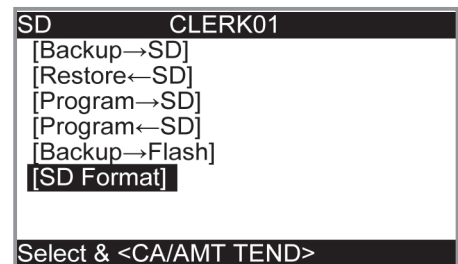 SD CLERK01
[Backup→SD]
[Restore←SD]
[Program→SD]
[Program←SD]
[Backup→Flash]
[SD Format]
Select & <CA/AMT TEND>